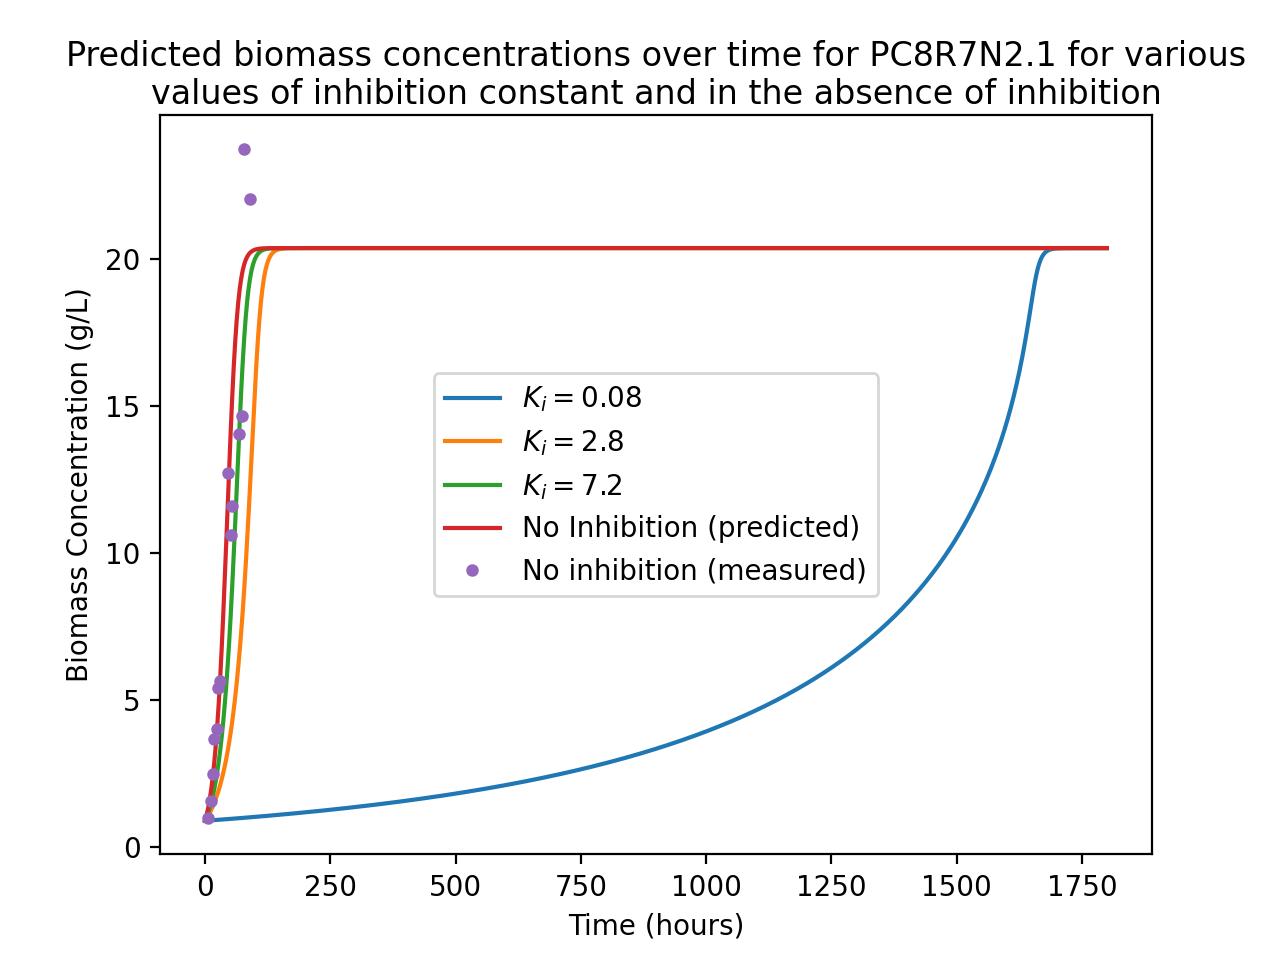 Predicted biomass concentrations over time for PC8R7N2.1 for various
values of inhibition constant and in the absence of inhibition
Biomass Concentration (g/L)
20
15
10
5
0
K_i = 0.08
K_i = 2.8
K_i = 7.2
No Inhibition (predicted)
No inhibition (measured)
0 250 500 750 1000 1250 1500 1750
Time (hours)